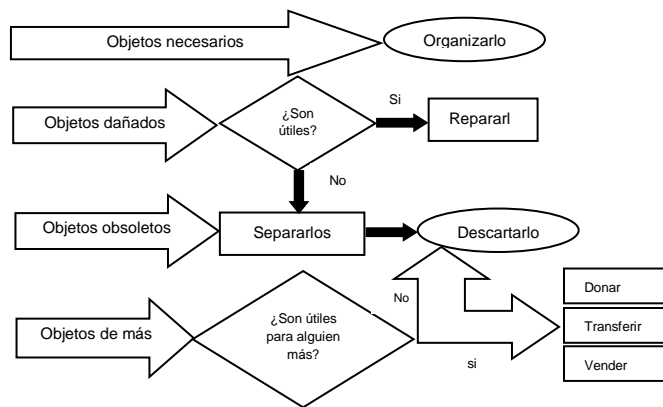 Objetos necesarios
Organizarlo
Objetos dañados
¿Son
útiles?
Si
Repararl
No
Objetos obsoletos
Separarlos
Descartarlo
Objetos de más
¿Son útiles
para alguien
más?
No
si
Donar
Transferir
Vender